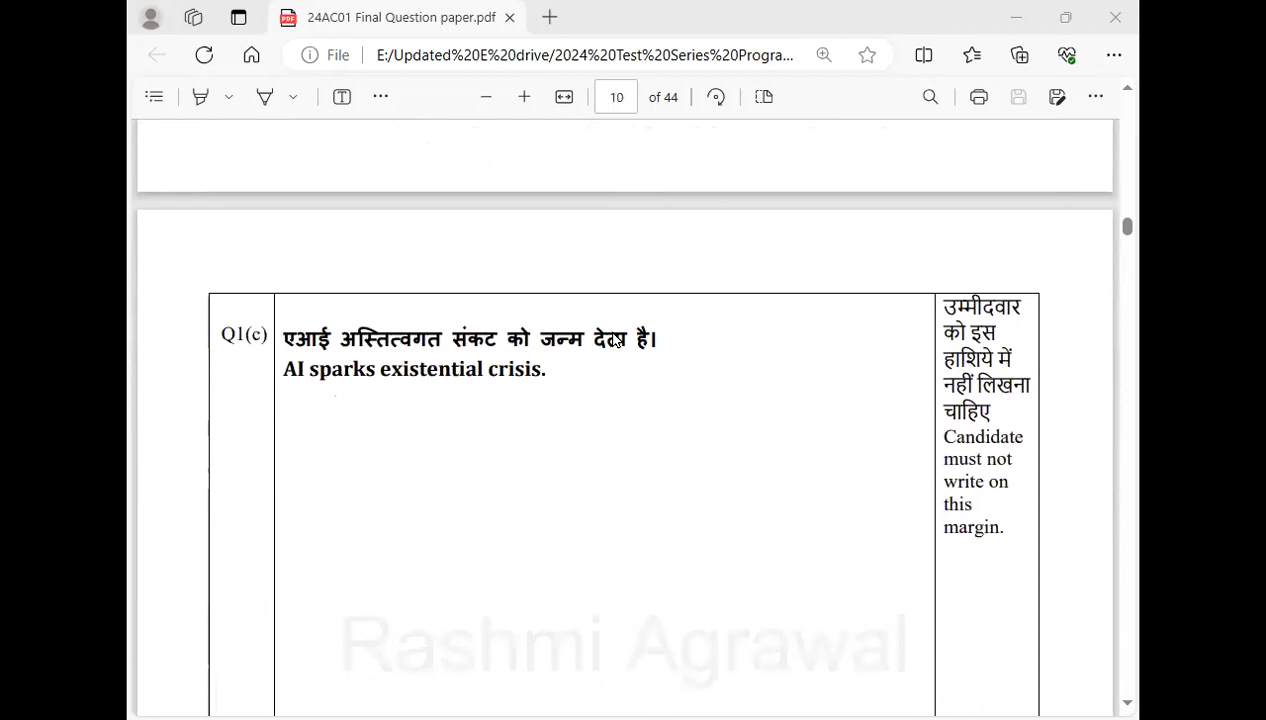 24AC01 Final Question paper.pdf
File
E:/Updated%20E%20drive/2024%20Test%20Series%20Progra...
10 of 44
Q1(c)
एआई अस्तित्वगत संकट को जन्म देता है।
AI sparks existential crisis.
उम्मीदवार
को इस
हाशिये में
नहीं लिखना
चाहिए
Candidate
must not
write on
this
margin.
Rashmi Agrawal